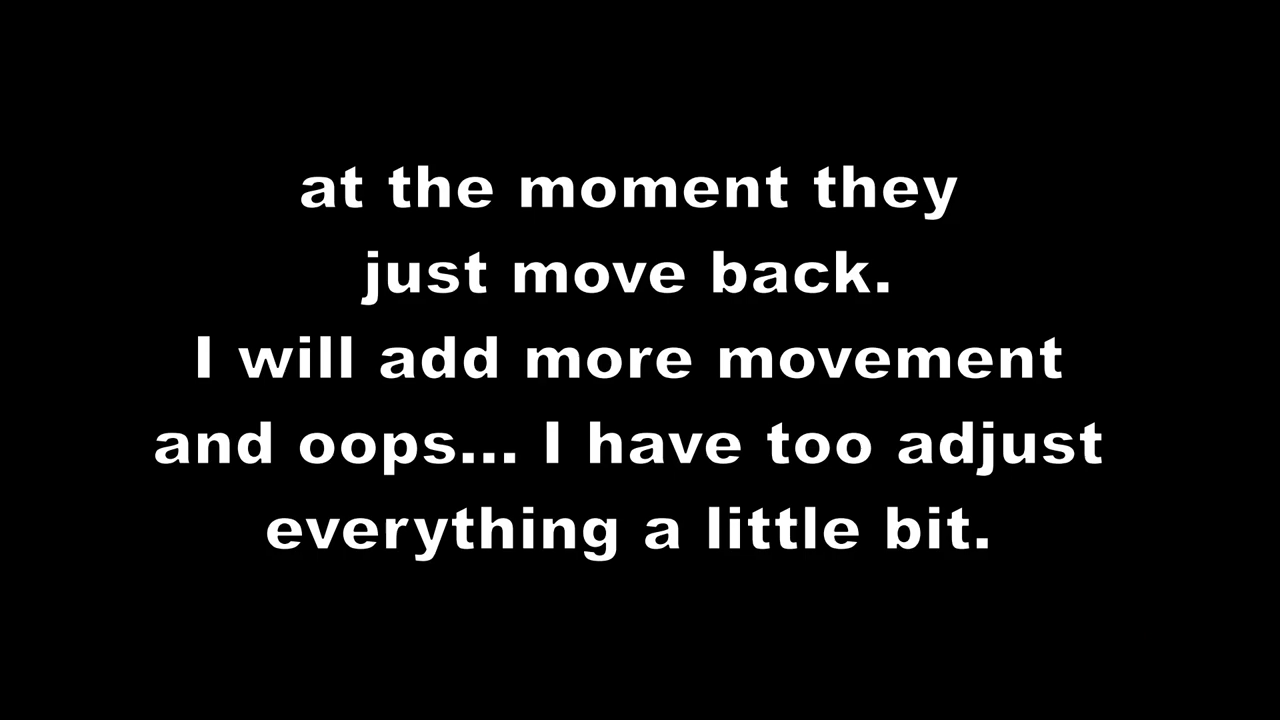 at the moment they
just move back.
I will add more movement
and oops... I have too adjust
everything a little bit.